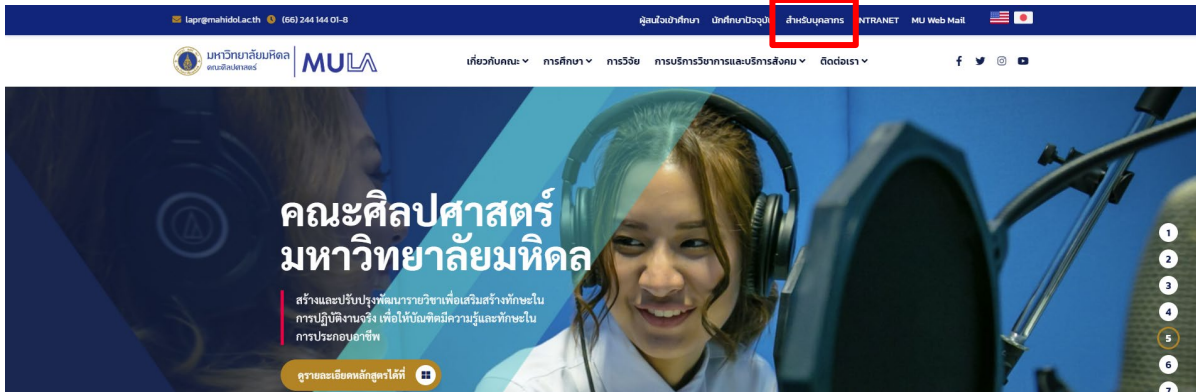 lapr@mahidol.ac.th (66) 244 144 01-8
ผู้สนใจเข้าศึกษา นักศึกษาปัจจุบัน สำหรับบุคลากร INTRANET MU Web Mail
มหาวิทยาลัยมหิดล
คณะศิลปศาสตร์
MULA
เกี่ยวกับคณะ การศึกษา การวิจัย การบริการวิชาการและบริการสังคม ติดต่อเรา
คณะศิลปศาสตร์
มหาวิทยาลัยมหิดล
สร้างและปรับปรุงพัฒนารายวิชาเพื่อเสริมสร้างทักษะใน
การปฏิบัติงานจริง เพื่อให้บัณฑิตมีความรู้และทักษะใน
การประกอบอาชีพ
ดูรายละเอียดหลักสูตรได้ที่
1
2
3
4
5
6
7